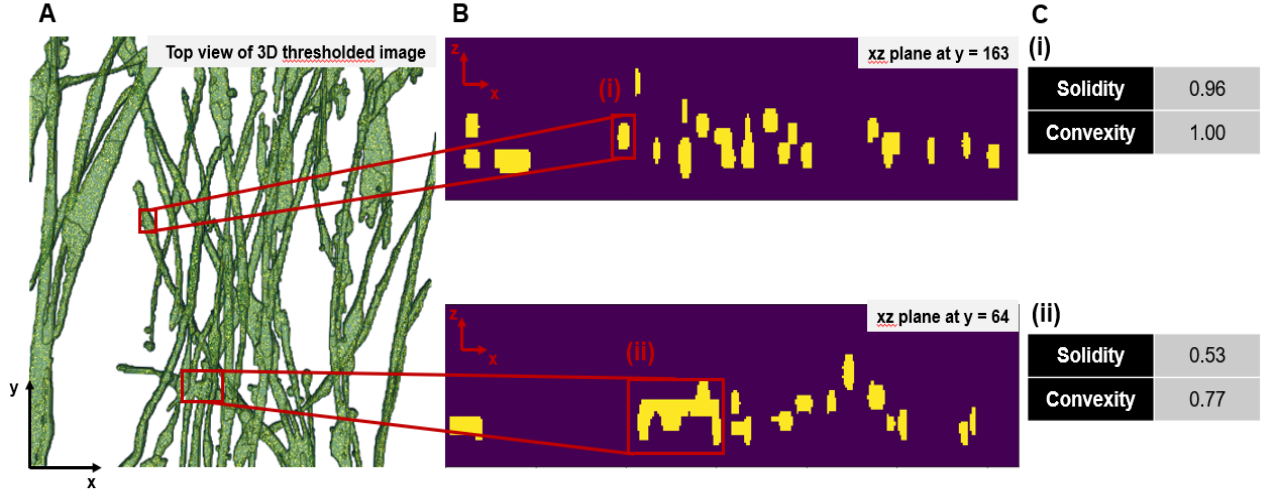 A
B
C
Top view of 3D thresholded image
y
x
z
x
xz plane at y = 163
(i)
(i)
Solidity 0.96
Convexity 1.00
z
x
xz plane at y = 64
(ii)
(ii)
Solidity 0.53
Convexity 0.77